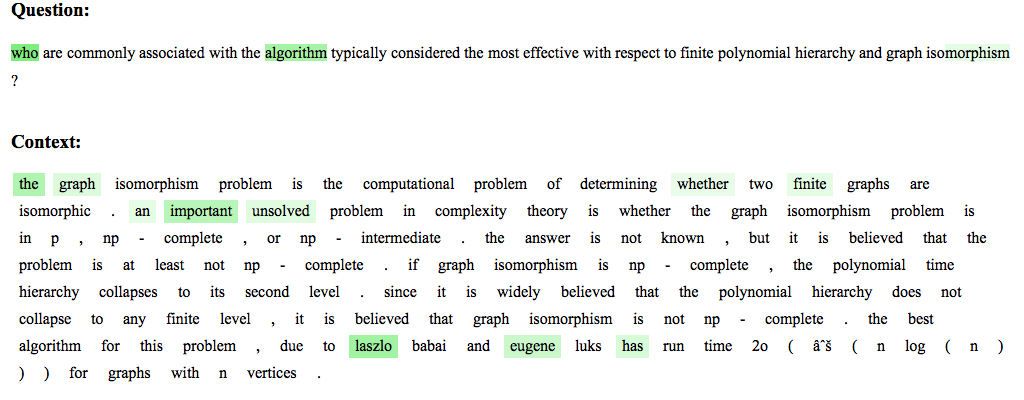 Question:
who are commonly associated with the algorithm typically considered the most effective with respect to finite polynomial hierarchy and graph isomorphism
?
Context:
the graph isomorphism problem is the computational problem of determining whether two finite graphs are
isomorphic . an important unsolved problem in complexity theory is whether the graph isomorphism problem is
in p , np - complete , or np - intermediate . the answer is not known , but it is believed that the
problem is at least not np - complete . if graph isomorphism is np - complete , the polynomial time
hierarchy collapses to its second level . since it is widely believed that the polynomial hierarchy does not
collapse to any finite level , it is believed that graph isomorphism is not np - complete . the best
algorithm for this problem , due to laszlo babai and eugene luks has run time 2o ( âˆš ( n log ( n )
) ) for graphs with n vertices .